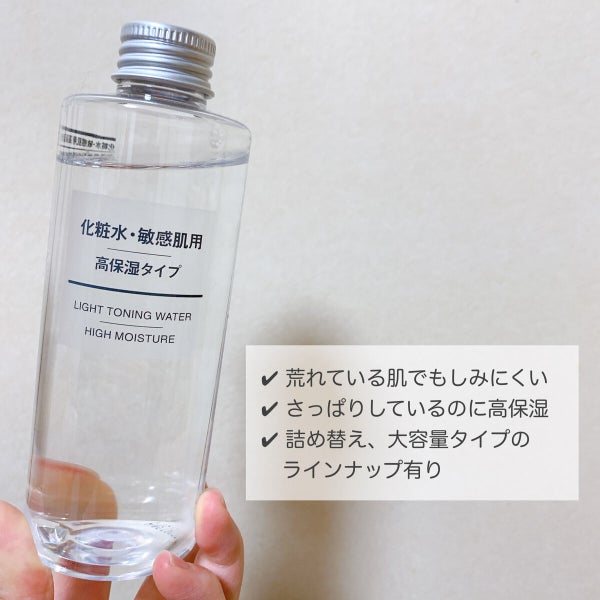 化粧水・敏感肌用
高保湿タイプ
LIGHT TONING WATER
HIGH MOISTURE
✔ 荒れている肌でもしみにくい
✔ さっぱりしているのに高保湿
✔ 詰め替え、大容量タイプの
ラインナップ有り